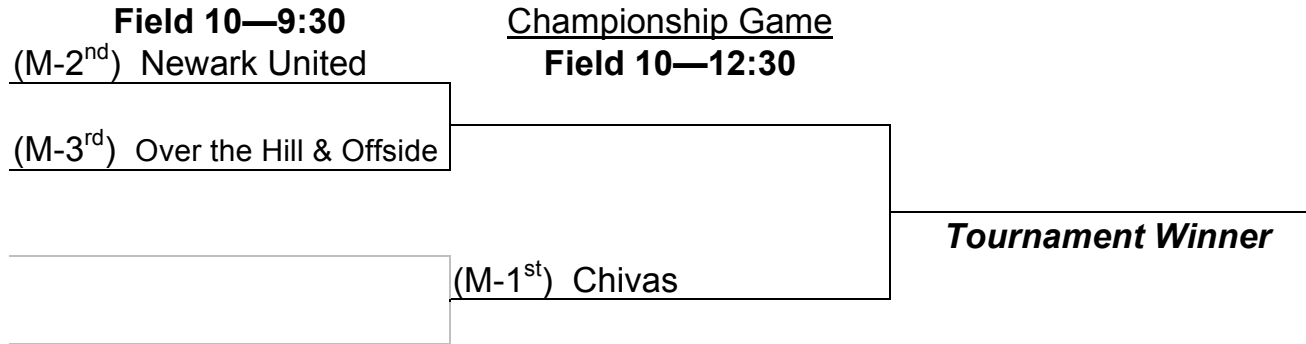 Field 10—9:30
Championship Game
(M-2nd) Newark United
Field 10—12:30
(M-3rd) Over the Hill & Offside
Tournament Winner
(M-1st) Chivas